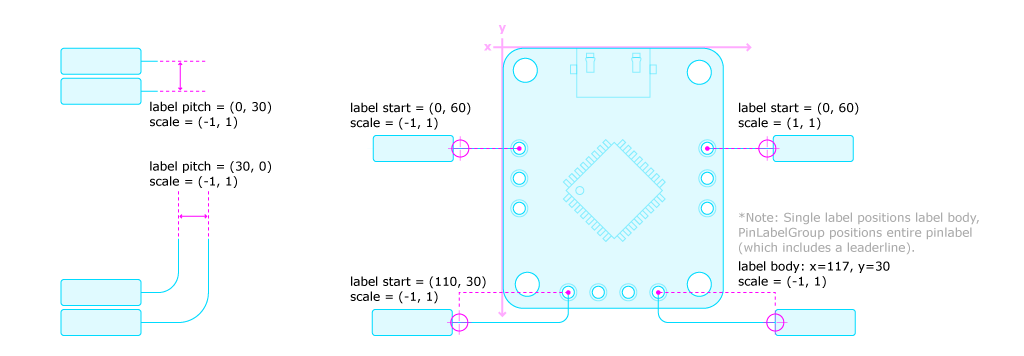 y
x
label pitch = (0, 30)
scale = (-1, 1)
label start = (0, 60)
scale = (-1, 1)
label start = (0, 60)
scale = (1, 1)
label pitch = (30, 0)
scale = (-1, 1)
*Note: Single label positions label body,
PinLabelGroup positions entire pinlabel
(which includes a leaderline).
label start = (110, 30)
scale = (-1, 1)
label body: x=117, y=30
scale = (-1, 1)